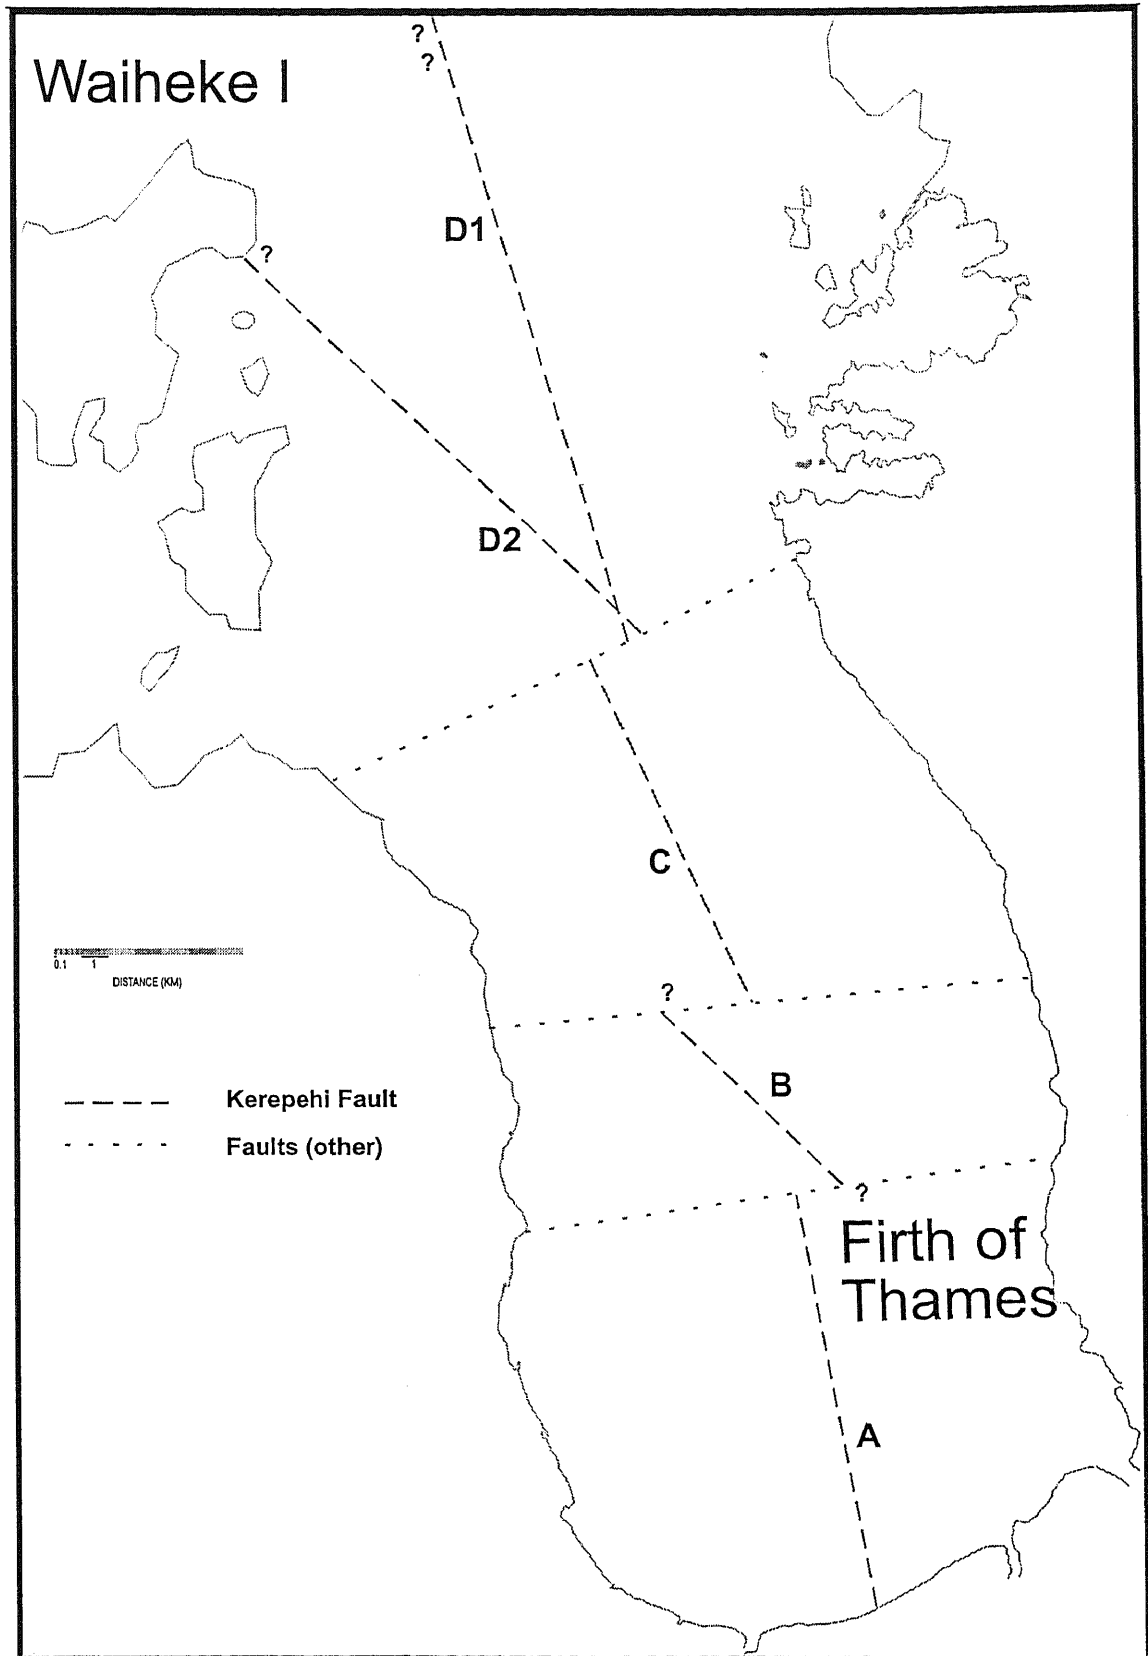 ?
?
Waiheke I
D1
?
D2
C
0.1 1
DISTANCE (KM)
?
B
Kerepehi Fault
Faults (other)
?
Firth of
Thames
A